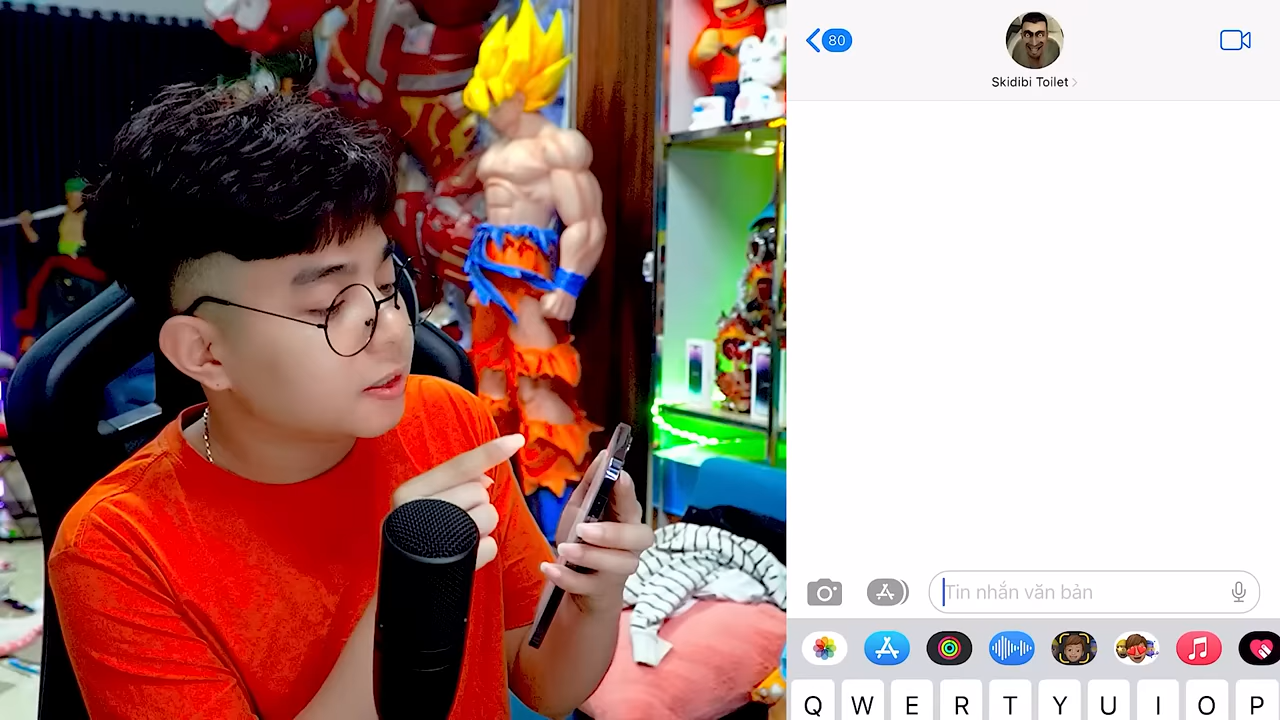 80
Skidibi Toilet
Tin nhắn văn bản
Q W E R T Y U I O P